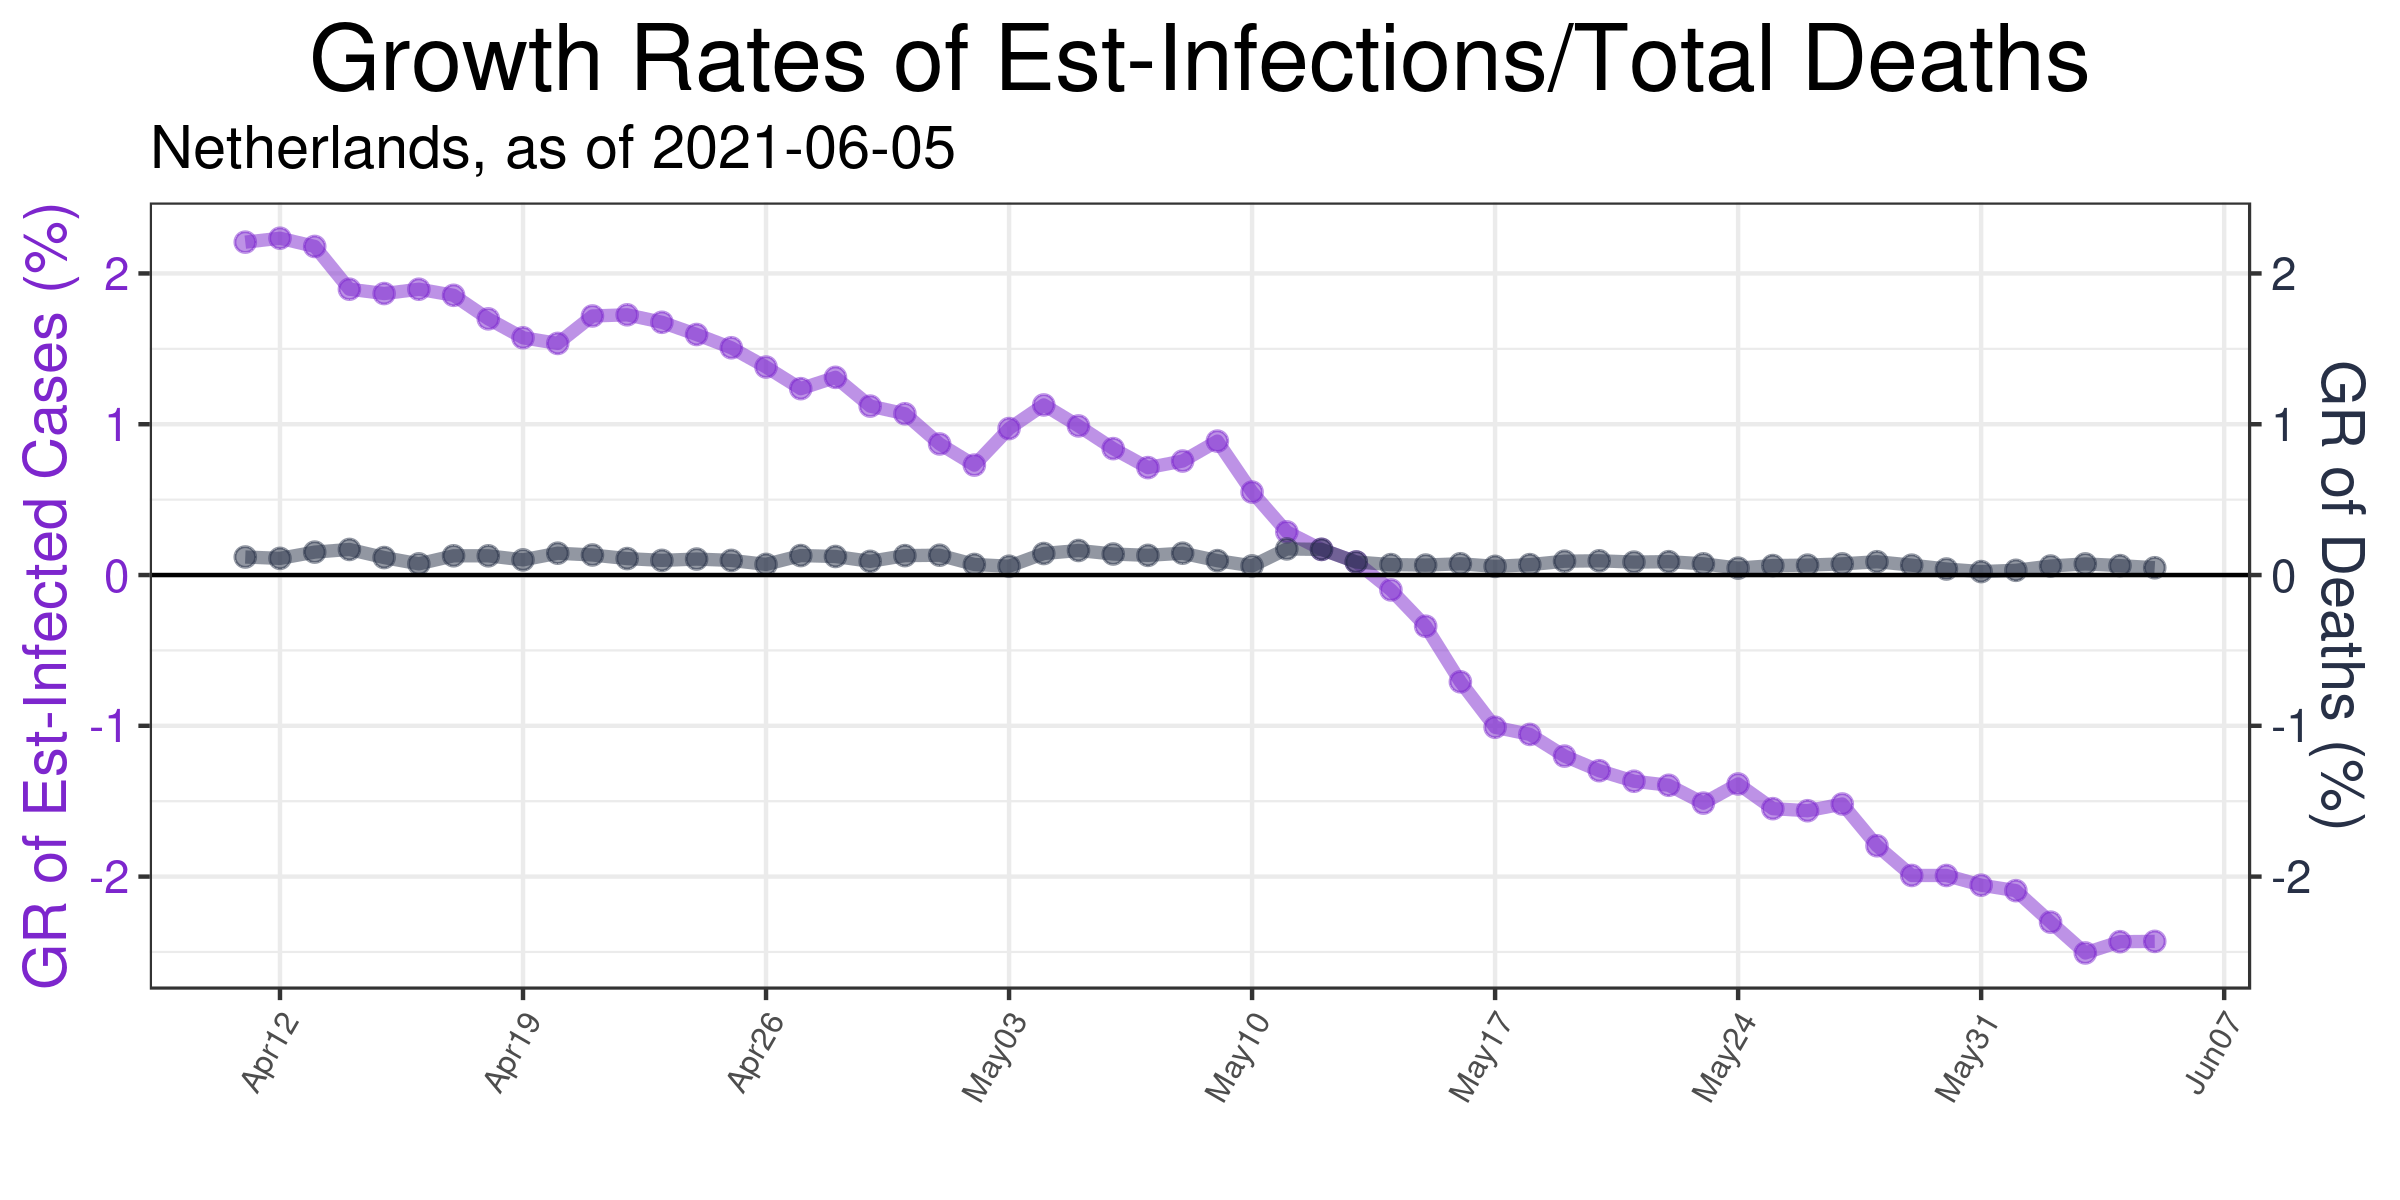 Growth Rates of Est-Infections/Total Deaths
Netherlands, as of 2021-06-05
GR of Est-Infected Cases (%)
2
1
0
-1
-2
2
1
0
-1
-2
GR of Deaths (%)
Apr12
Apr19
Apr26
May03
May10
May17
May24
May31
Jun07